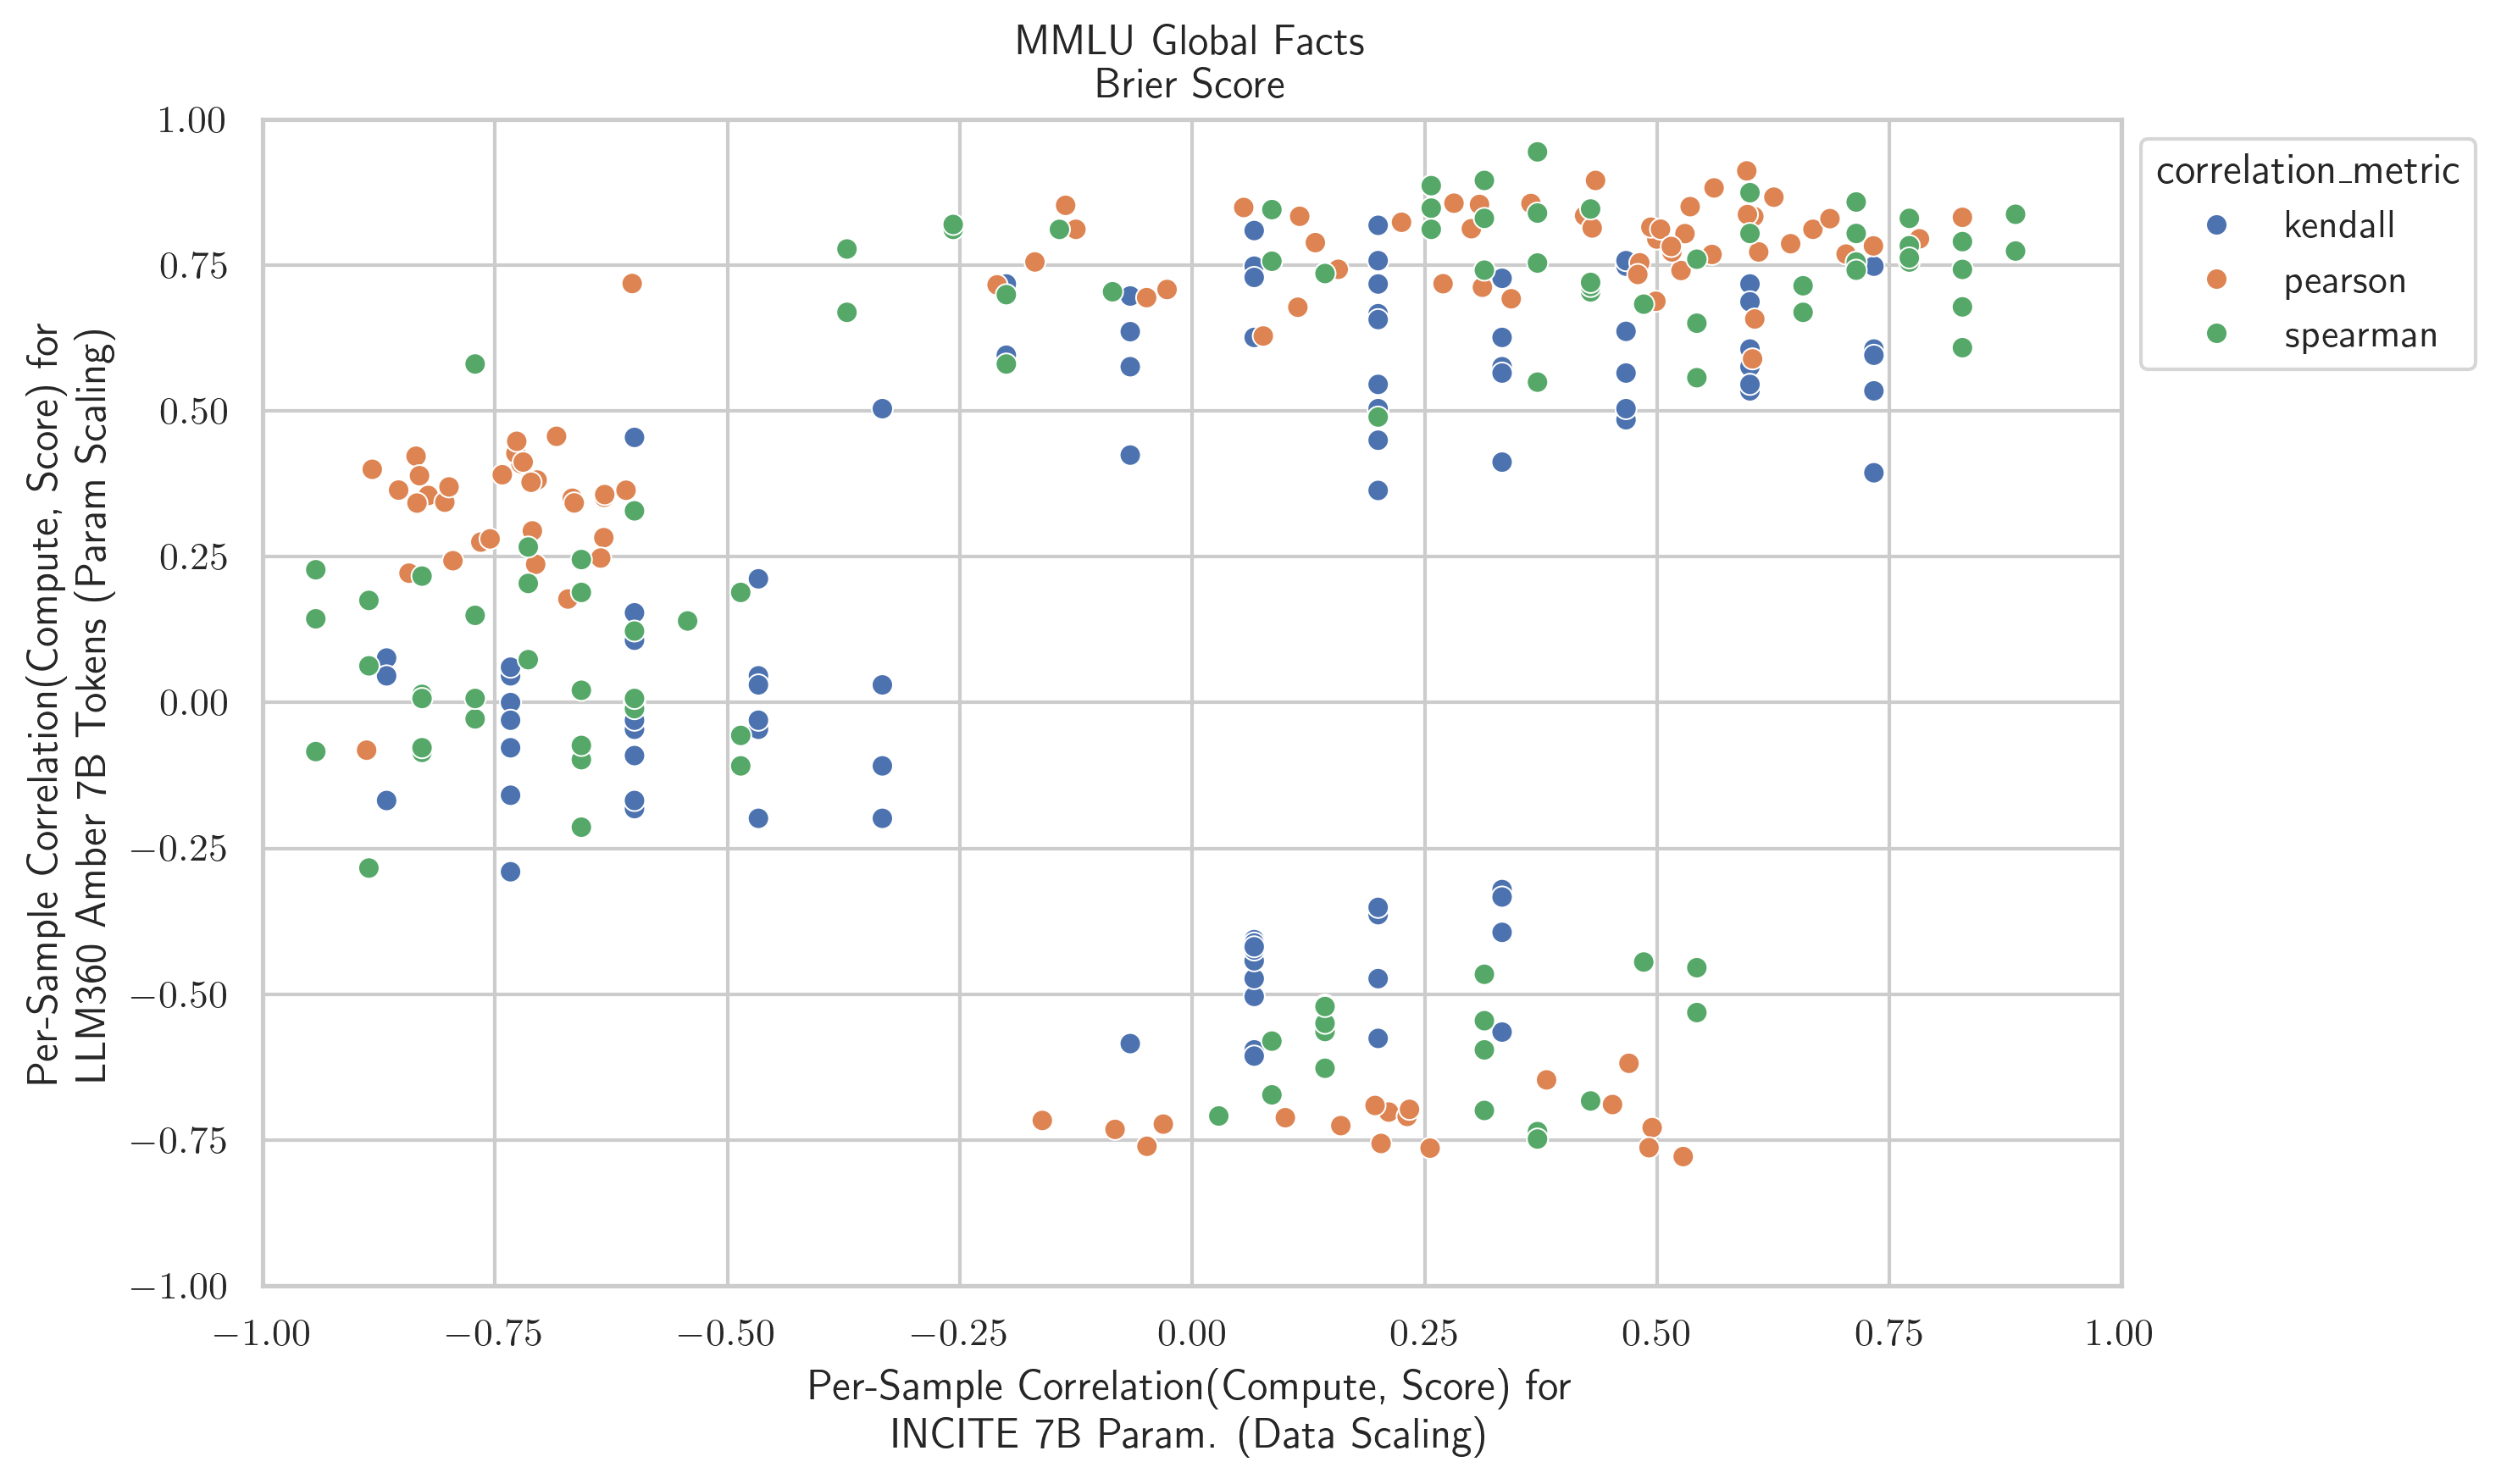 MMLU Global Facts
Brier Score
Per-Sample Correlation(Compute, Score) for
LLM360 Amber 7B Tokens (Param Scaling)
1.00
0.75
0.50
0.25
0.00
−0.25
−0.50
−0.75
−1.00
correlation_metric
kendall
pearson
spearman
−1.00 −0.75 −0.50 −0.25 0.00 0.25 0.50 0.75 1.00
Per-Sample Correlation(Compute, Score) for
INCITE 7B Param. (Data Scaling)